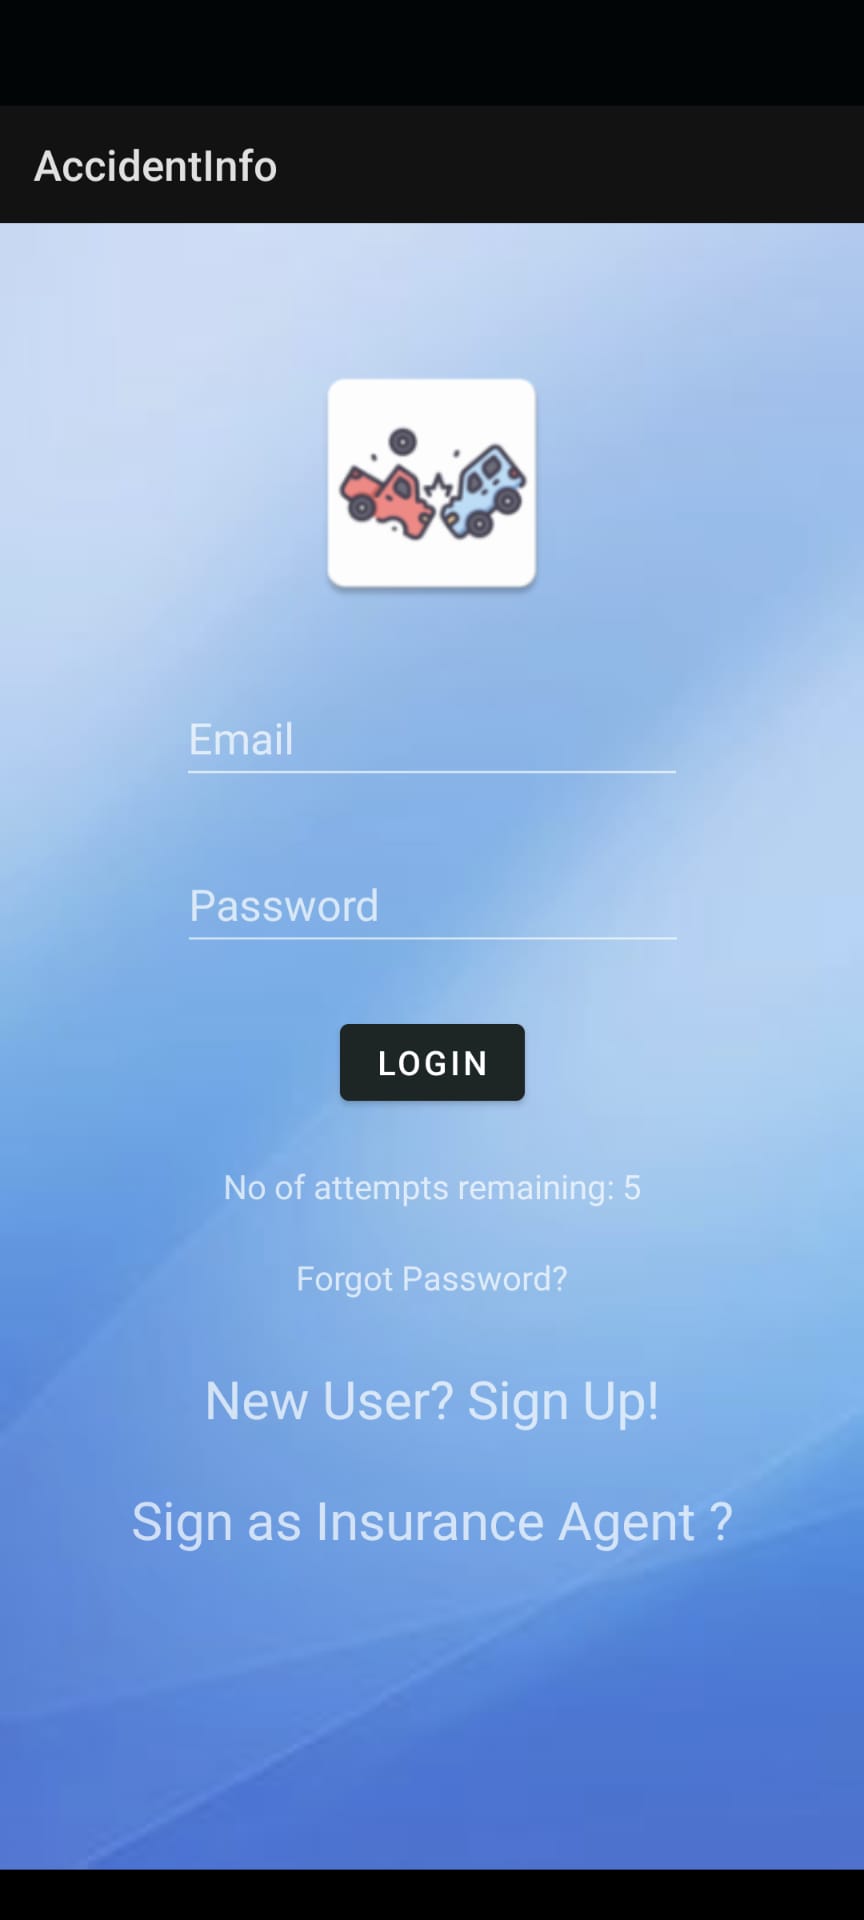 AccidentInfo
Email
Password
LOGIN
No of attempts remaining: 5
Forgot Password?
New User? Sign Up!
Sign as Insurance Agent ?